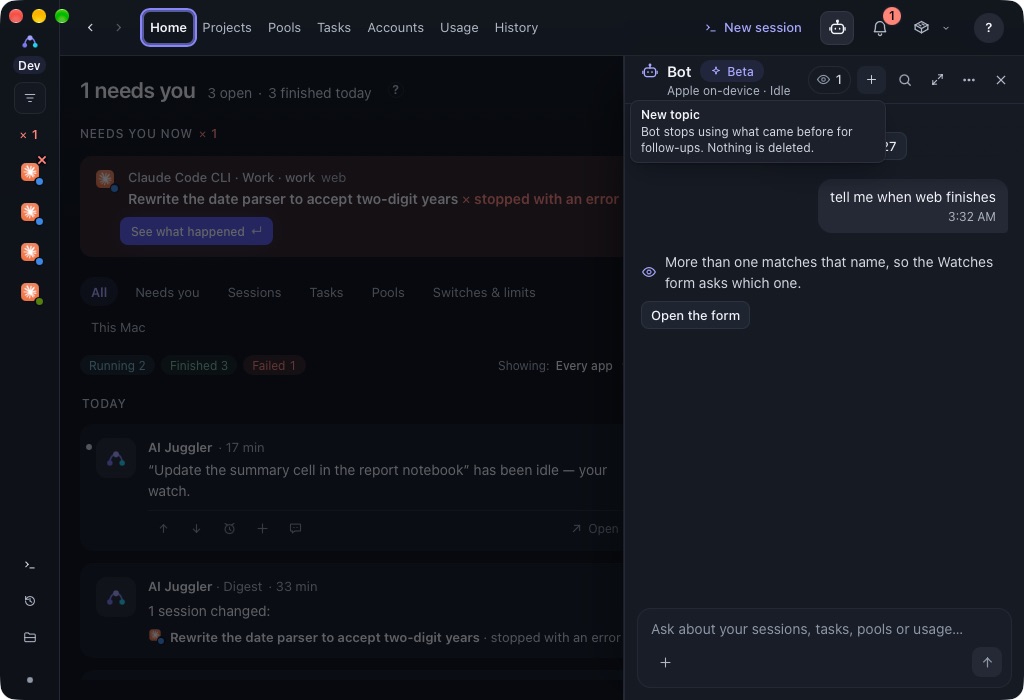 Home
Projects
Pools
Tasks
Accounts
Usage
History
New session
1
?
Dev
× 1
1 needs you
3 open · 3 finished today
?
NEEDS YOU NOW × 1
Claude Code CLI · Work · work web
Rewrite the date parser to accept two-digit years × stopped with an error
See what happened
All
Needs you
Sessions
Tasks
Pools
Switches & limits
This Mac
Running 2
Finished 3
Failed 1
Showing: Every app
TODAY
AI Juggler · 17 min
“Update the summary cell in the report notebook” has been idle — your
watch.
Open
AI Juggler · Digest · 33 min
1 session changed:
Rewrite the date parser to accept two-digit years · stopped with an error
Bot
Beta
Apple on-device · Idle
1
New topic
Bot stops using what came before for
follow-ups. Nothing is deleted.
27
tell me when web finishes
3:32 AM
More than one matches that name, so the Watches
form asks which one.
Open the form
Ask about your sessions, tasks, pools or usage…